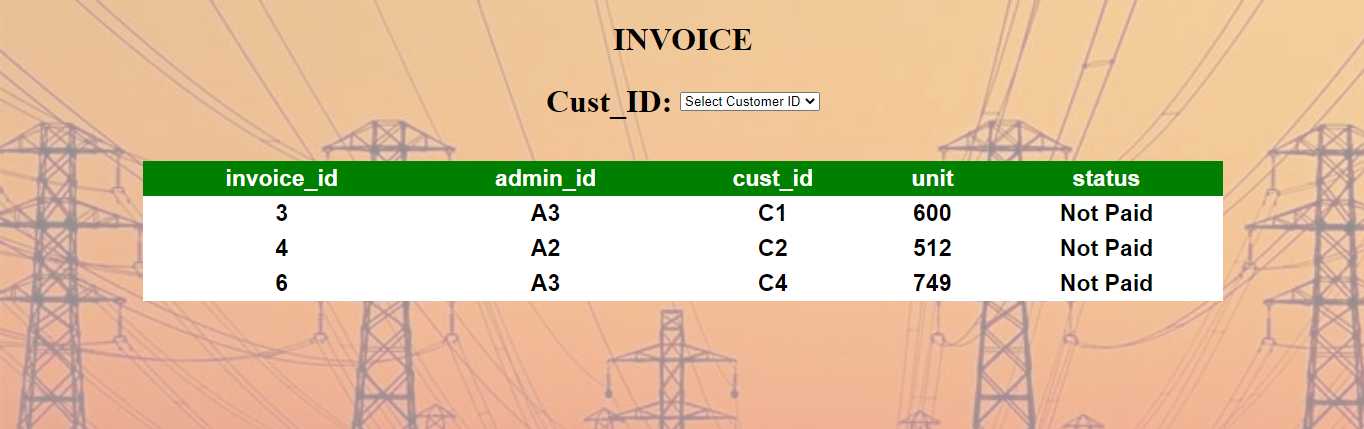 INVOICE
Cust_ID: Select Customer ID
invoice_id admin_id cust_id unit status
3 A3 C1 600 Not Paid
4 A2 C2 512 Not Paid
6 A3 C4 749 Not Paid